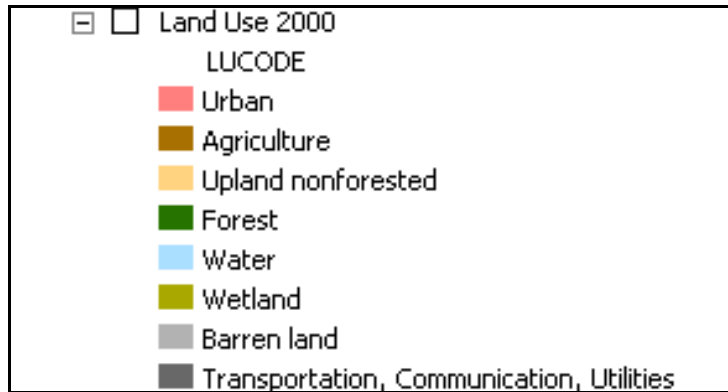 Land Use 2000
LUCODE
Urban
Agriculture
Upland nonforested
Forest
Water
Wetland
Barren land
Transportation, Communication, Utilities